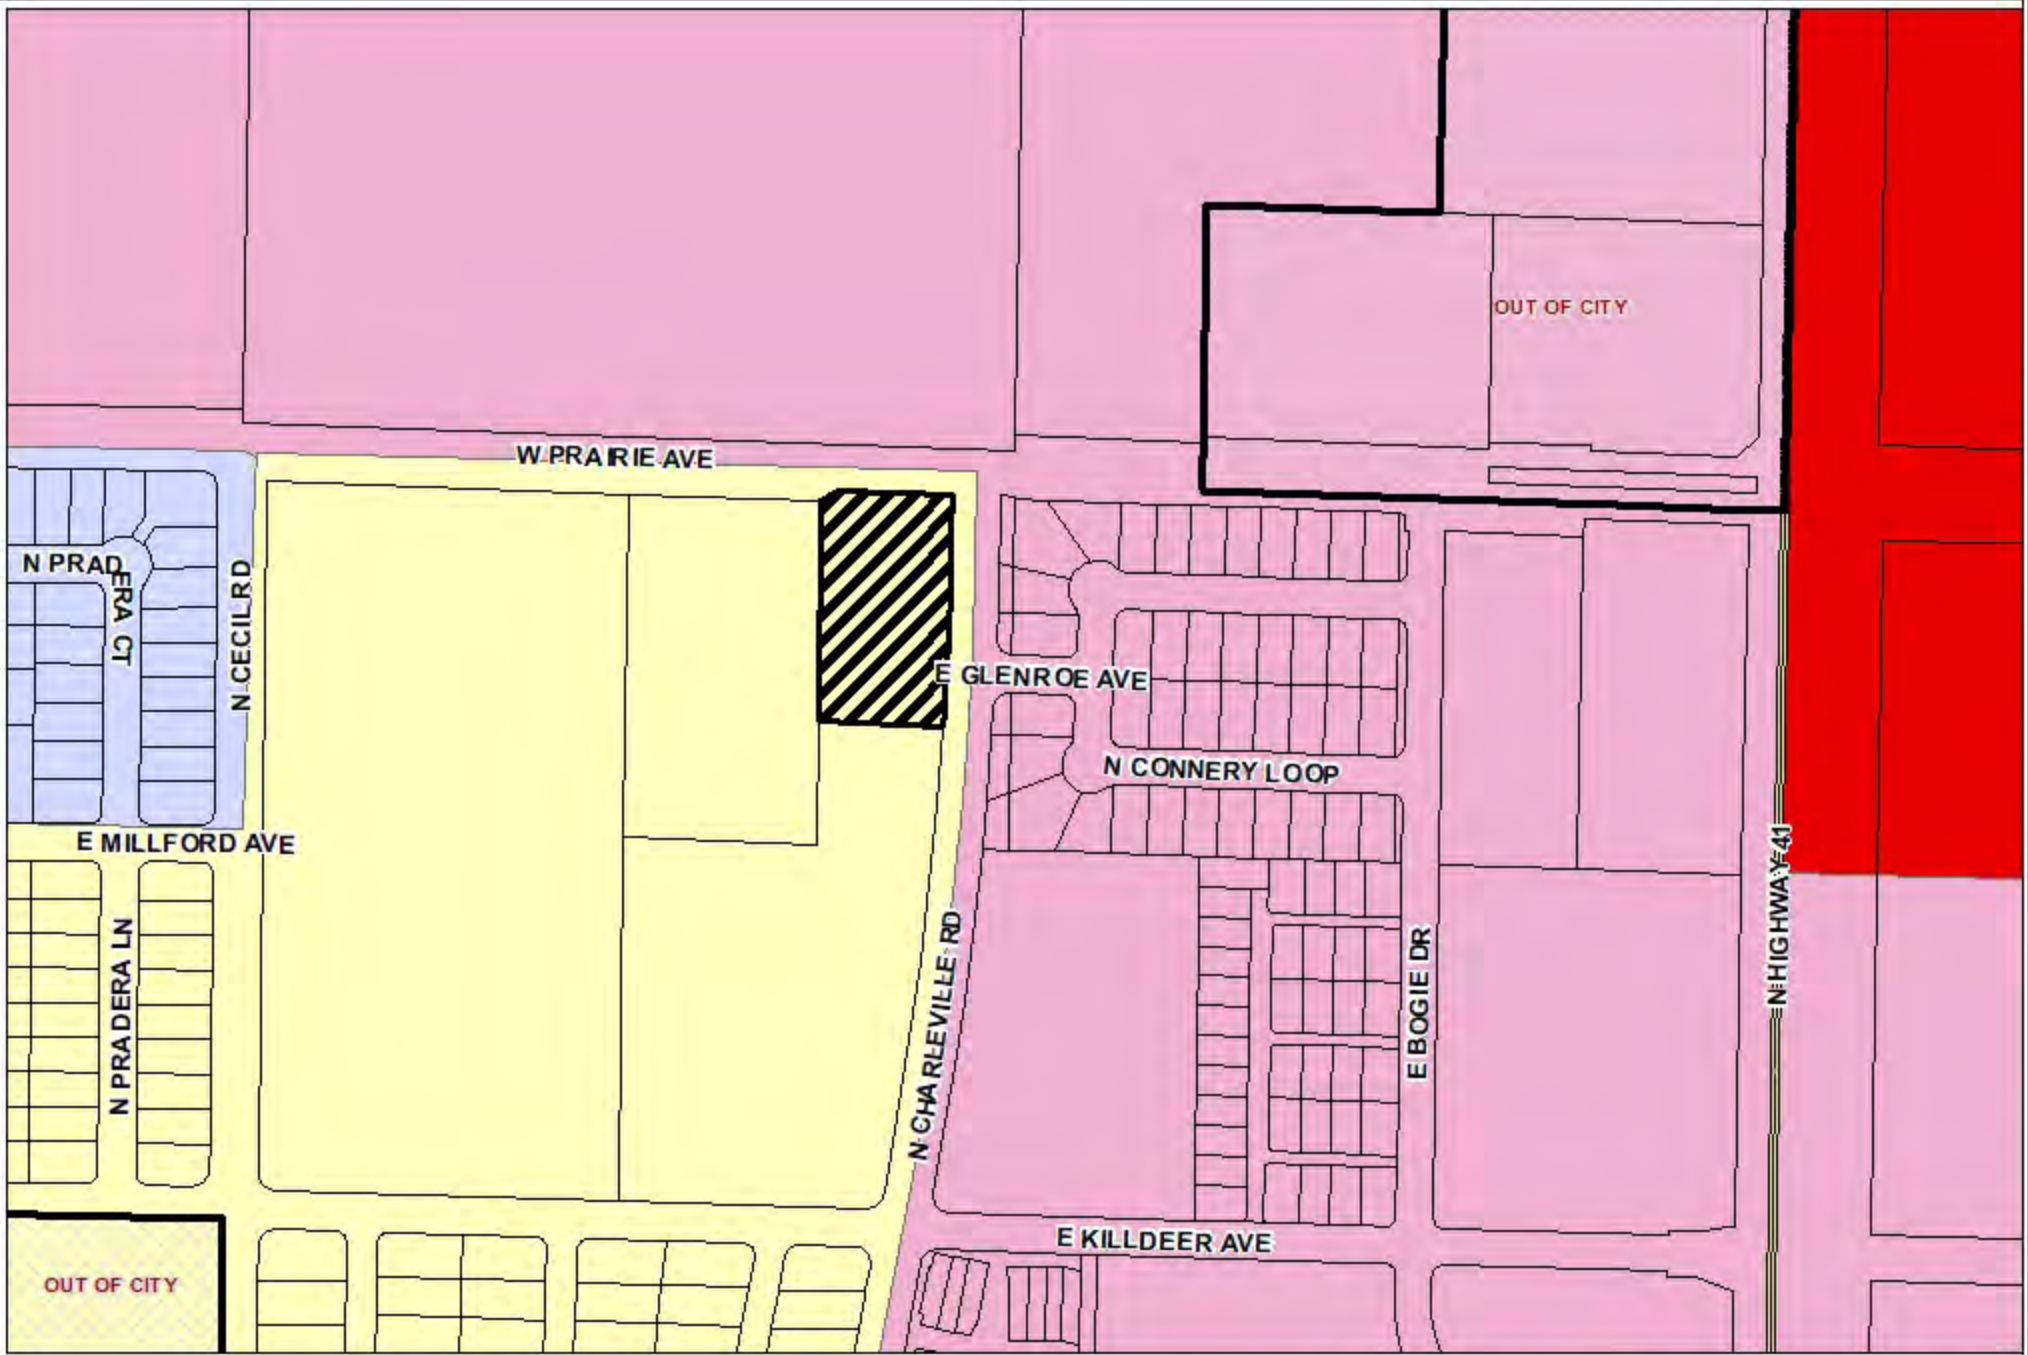 OUT OF CITY
W PRAIRIE AVE
N PRADERA CT
N CECIL RD
E GLENROE AVE
N CONNERY LOOP
E MILLFORD AVE
N HIGHWAY 41
N PRADERA LN
N CHARLEVILLE RD
E BOGIE DR
E KILLDEER AVE
OUT OF CITY